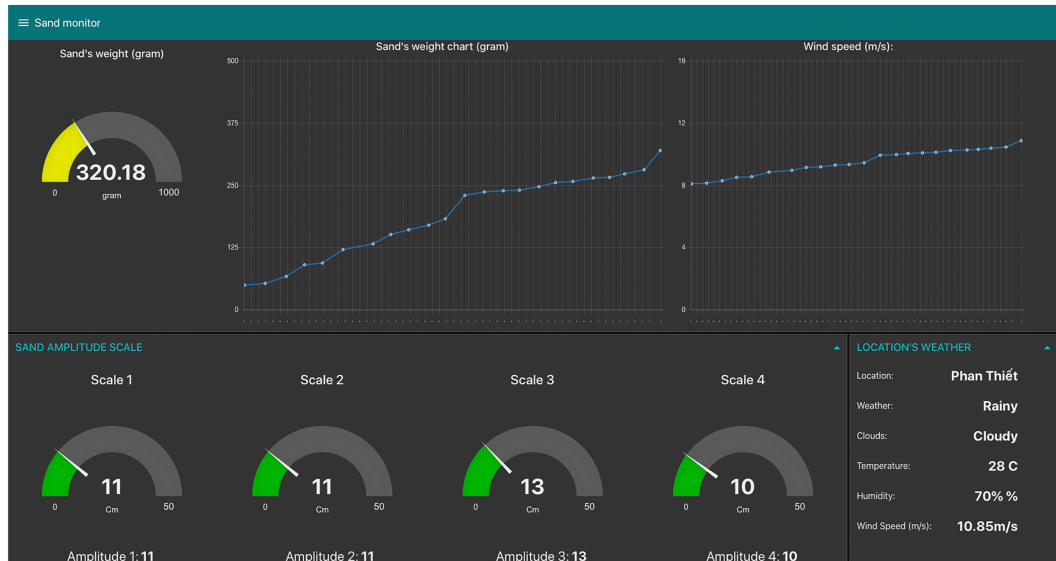 Sand monitor
Sand's weight (gram)
320.18
gram
0
1000
Sand's weight chart (gram)
500
375
250
125
0
Wind speed (m/s):
16
12
8
4
0
SAND AMPLITUDE SCALE
Scale 1
11
Cm
0
50
Amplitude 1: 11
Scale 2
11
Cm
0
50
Amplitude 2: 11
Scale 3
13
Cm
0
50
Amplitude 3: 13
Scale 4
10
Cm
0
50
Amplitude 4: 10
LOCATION'S WEATHER
Location: Phan Thiết
Weather: Rainy
Clouds: Cloudy
Temperature: 28 C
Humidity: 70% %
Wind Speed (m/s): 10.85m/s